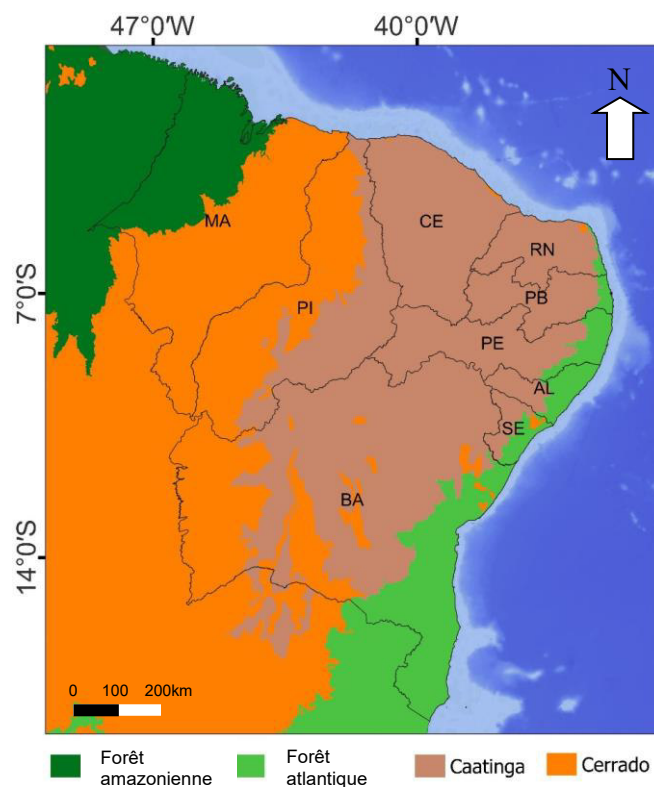 47°0'W 40°0'W
N
MA
CE
RN
7°0'S
PI
PB
PE
AL
SE
BA
14°0'S
0 100 200km
Forêt amazonienne
Forêt atlantique
Caatinga
Cerrado